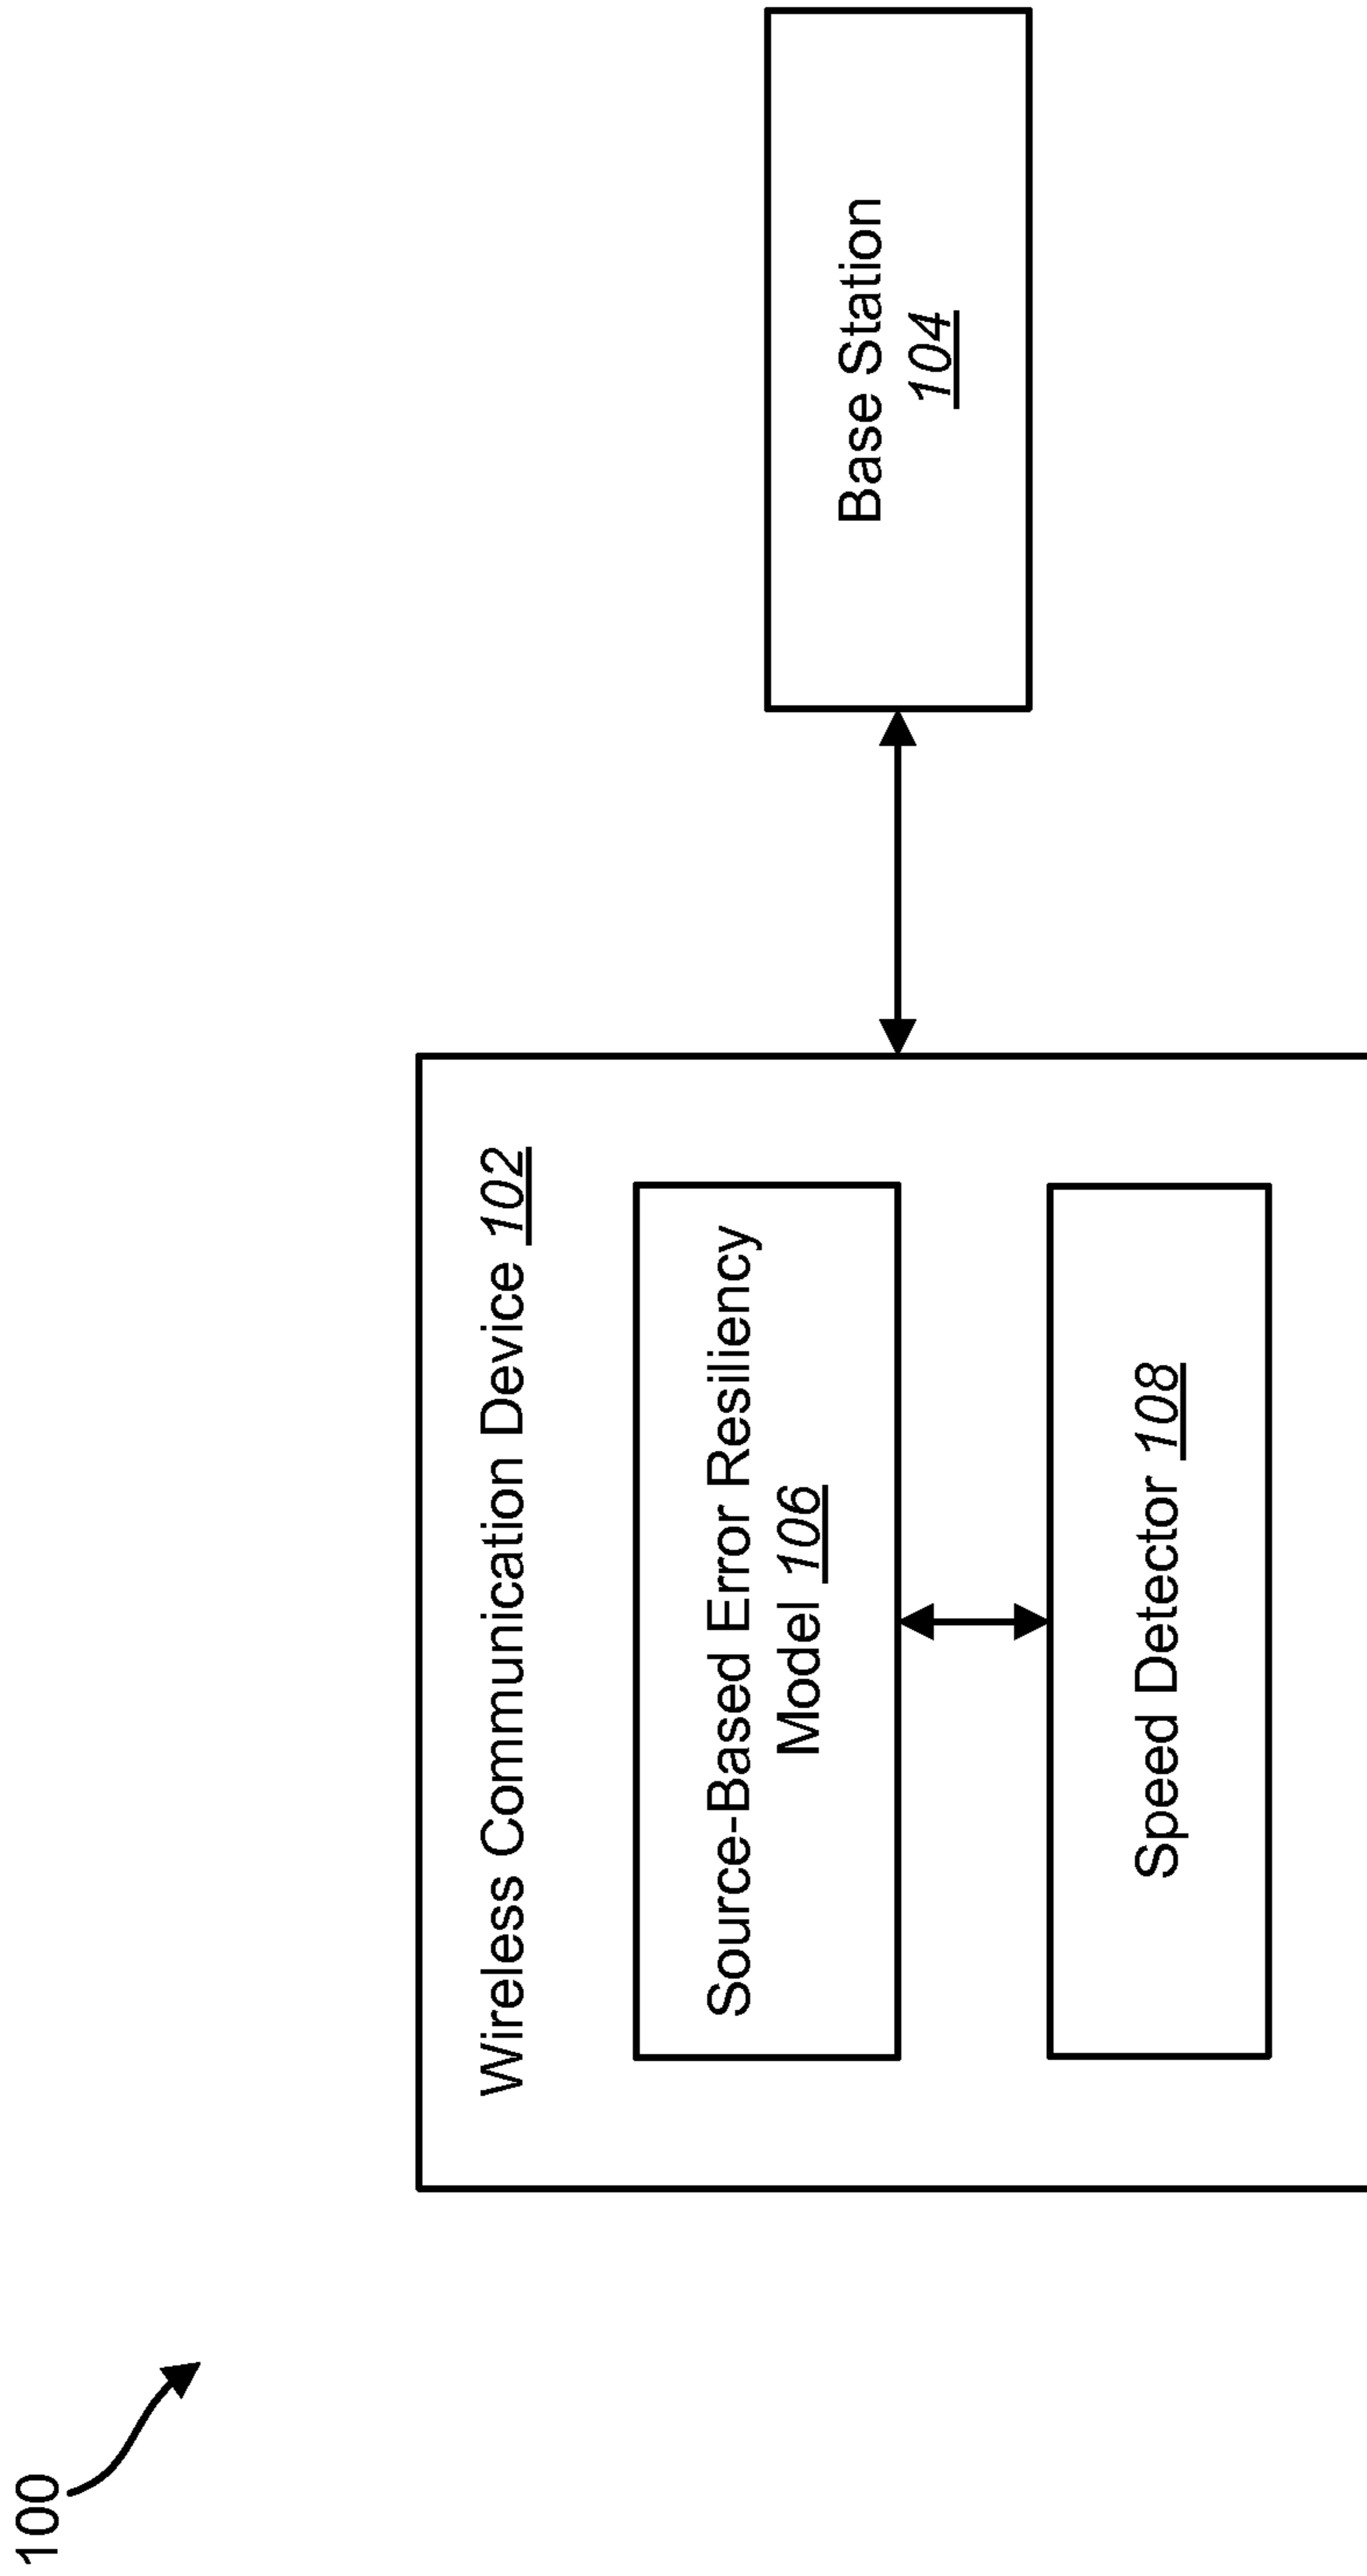 100
Wireless Communication Device 102
Source-Based Error Resiliency
Model 106
Speed Detector 108
Base Station
104